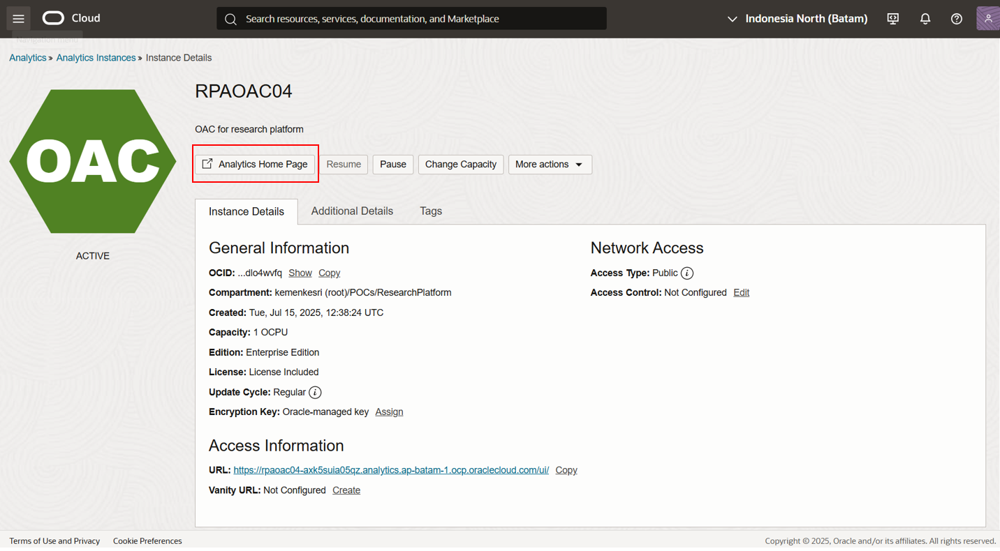 Cloud
Search resources, services, documentation, and Marketplace
Indonesia North (Batam)
Navigation menu
Analytics » Analytics Instances » Instance Details
OAC
ACTIVE
RPAOAC04
OAC for research platform
Analytics Home Page
Resume
Pause
Change Capacity
More actions
Instance Details
Additional Details
Tags
General Information
OCID: ...dlo4wvfq Show Copy
Compartment: kemenkesri (root)/POCs/ResearchPlatform
Created: Tue, Jul 15, 2025, 12:38:24 UTC
Capacity: 1 OCPU
Edition: Enterprise Edition
License: License Included
Update Cycle: Regular
Encryption Key: Oracle-managed key Assign
Access Information
URL: https://rpaoac04-axk5suia05qz.analytics.ap-batam-1.ocp.oraclecloud.com/ui/ Copy
Vanity URL: Not Configured Create
Network Access
Access Type: Public
Access Control: Not Configured Edit
Terms of Use and Privacy
Cookie Preferences
Copyright © 2025, Oracle and/or its affiliates. All rights reserved.